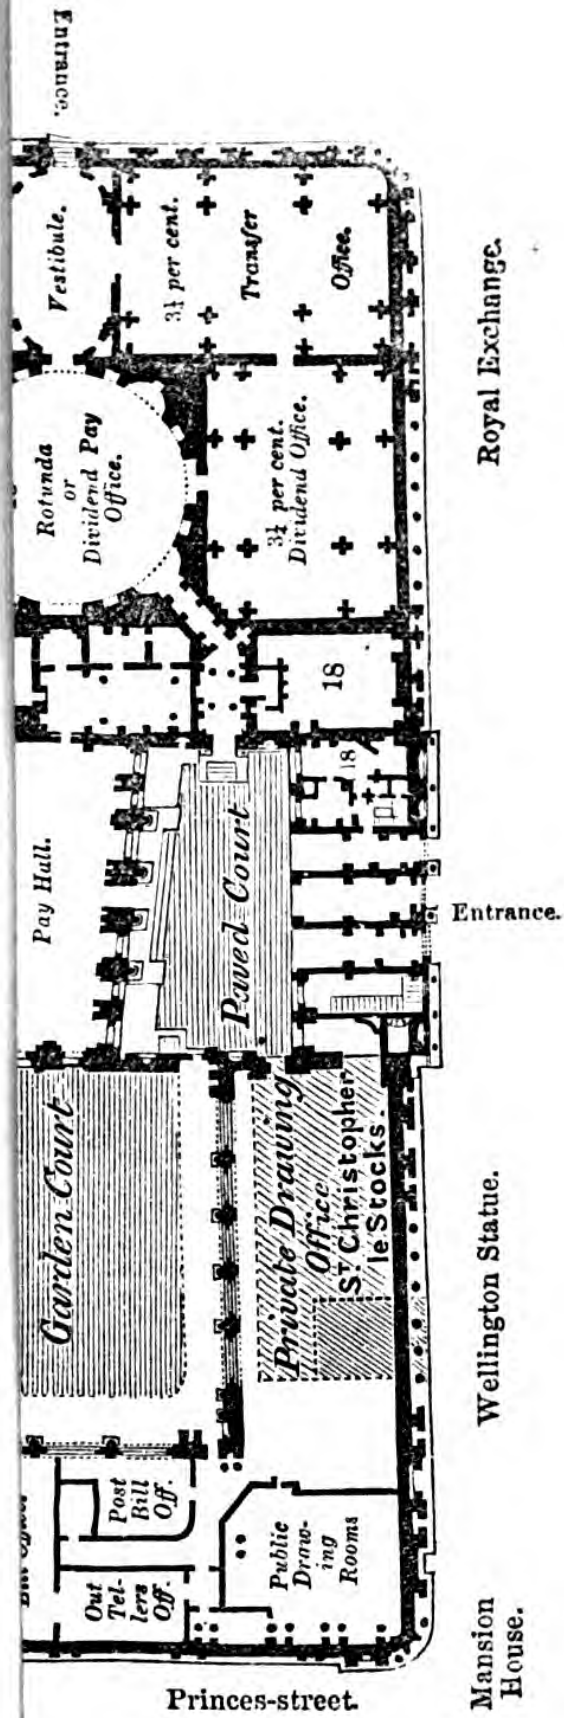 Entrance.
Vestibule.
3½ per cent.
Transfer
Office.
Royal Exchange.
Rotunda
or
Dividend Pay
Office.
3¼ per cent.
Dividend Office.
18
18
Pay Hall.
Paved Court
Entrance.
Garden Court
Private Drawing
Office
ST Christopher
le Stocks.
Wellington Statue.
Post
Bill
Off.
Out
Tel-
lers
Off.
Public
Draw-
ing
Rooms
Mansion
House.
Princes-street.